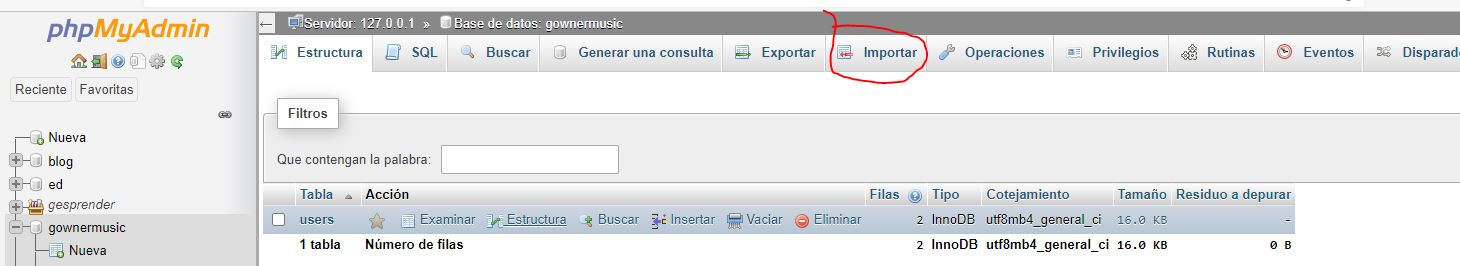 phpMyAdmin
Reciente Favoritas
Nueva
blog
ed
gesprender
gownermusic
Nueva
Servidor: 127.0.0.1 » Base de datos: gownermusic
Estructura SQL Buscar Generar una consulta Exportar Importar Operaciones Privilegios Rutinas Eventos Disparad
Filtros
Que contengan la palabra:
Tabla Acción Filas Tipo Cotejamiento Tamaño Residuo a depurar
users Examinar Estructura Buscar Insertar Vaciar Eliminar 2 InnoDB utf8mb4_general_ci 16.0 KB -
1 tabla Número de filas 2 InnoDB utf8mb4_general_ci 16.0 KB 0 B